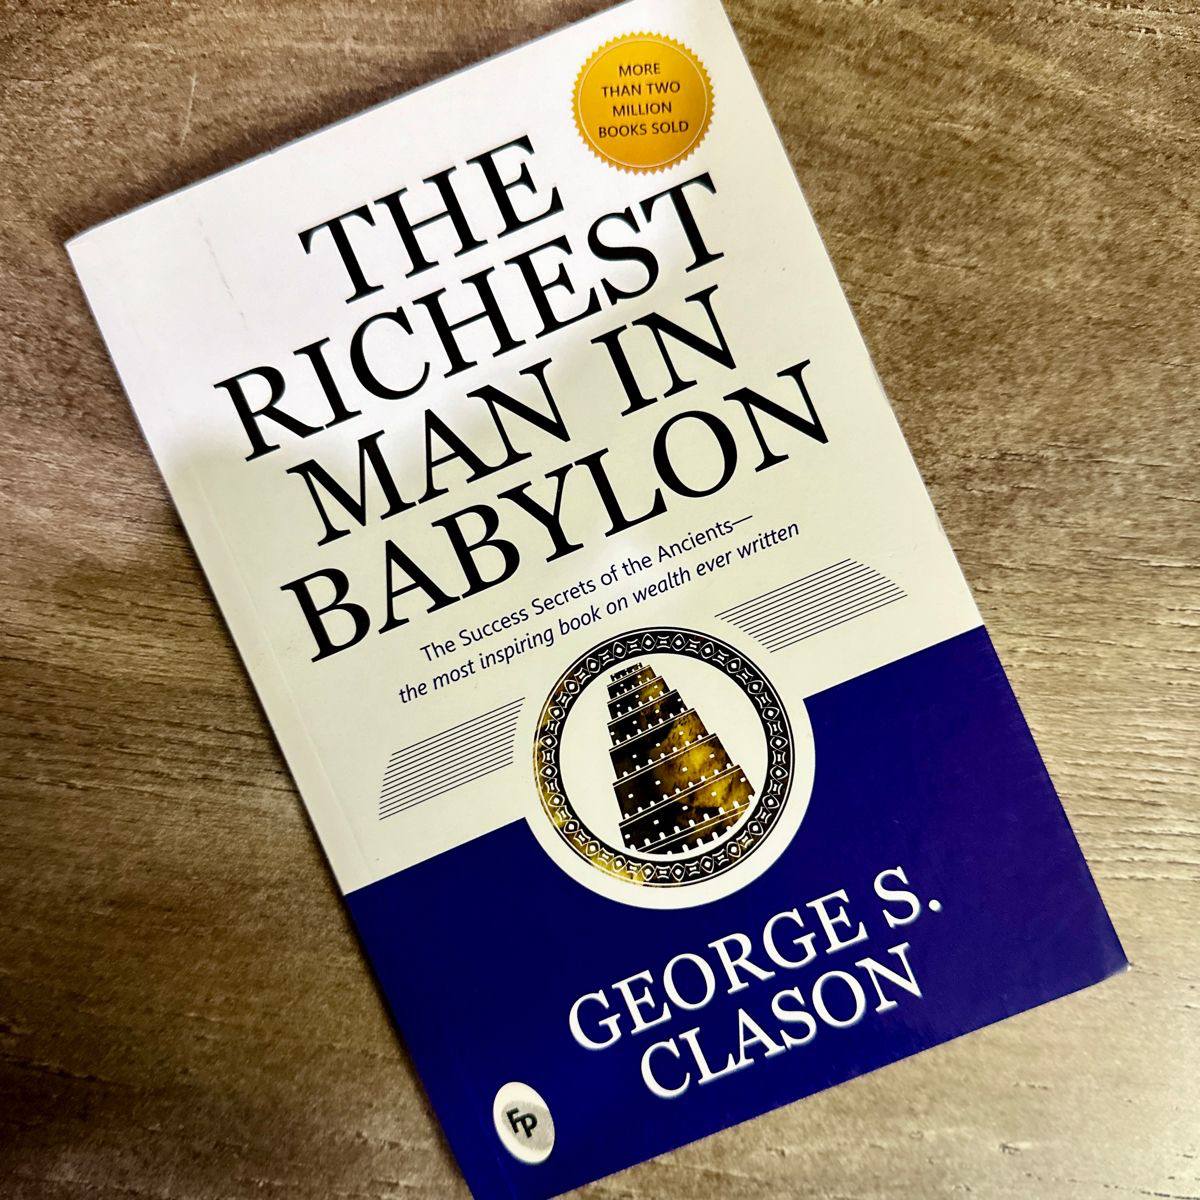 MORE
THAN TWO
MILLION
BOOKS SOLD
THE
RICHEST
MAN IN
BABYLON
The Success Secrets of the Ancients—
the most inspiring book on wealth ever written
GEORGE S.
CLASON
FP